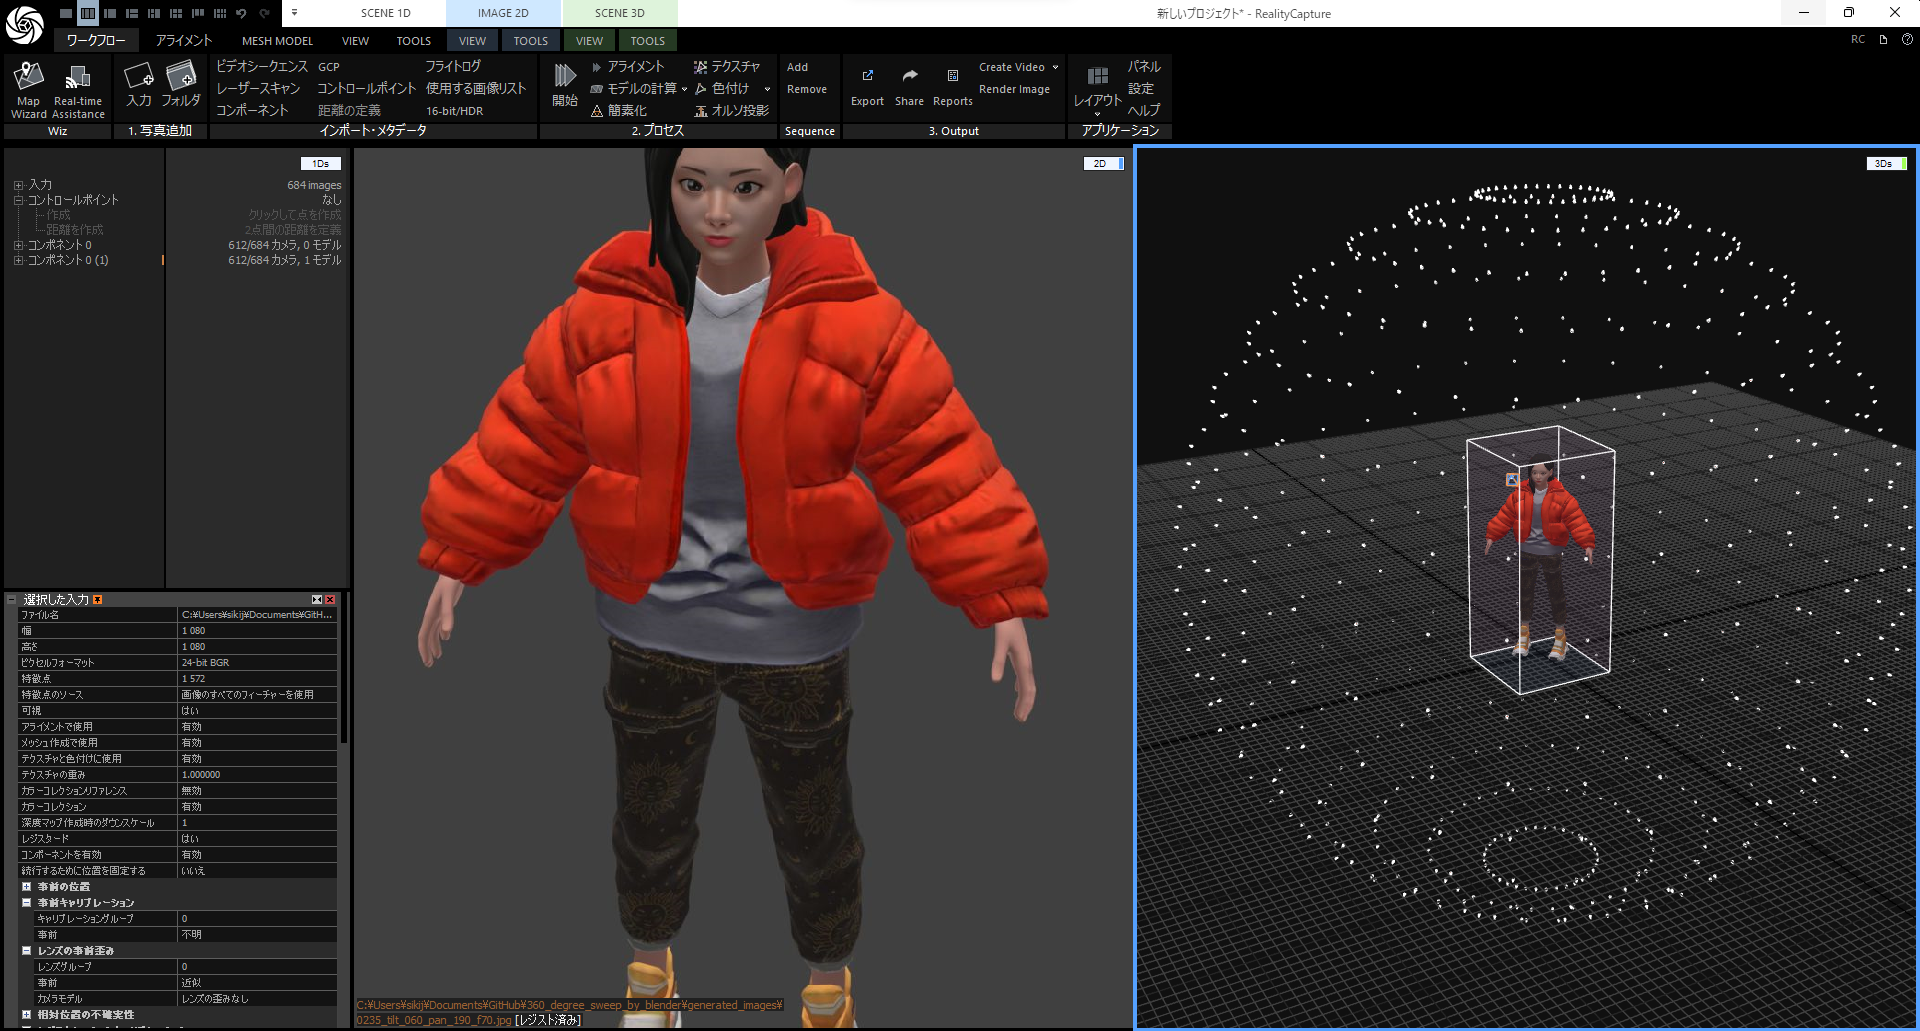 SCENE 1D
IMAGE 2D
SCENE 3D
新しいプロジェクト* - RealityCapture
ワークフロー
アライメント
MESH MODEL
VIEW
TOOLS
VIEW
TOOLS
VIEW
TOOLS
RC
Map Wizard
Real-time Assistance
Wiz
入力
フォルダ
1. 写真追加
ビデオシークエンス
GCP
フライトログ
レーザースキャン
コントロールポイント
使用する画像リスト
コンポーネント
距離の定義
16-bit/HDR
インポート・メタデータ
開始
アライメント
テクスチャ
モデルの計算
色付け
簡素化
オルソ投影
2. プロセス
Add
Remove
Sequence
Export
Share
Reports
Create Video
Render Image
3. Output
レイアウト
パネル
設定
ヘルプ
アプリケーション
1Ds
入力 684 images
コントロールポイント なし
作成 クリックして点を作成
距離を作成 2点間の距離を定義
コンポネント 0 612/684 カメラ, 0 モデル
コンポネント 0 (1) 612/684 カメラ, 1 モデル
選択した入力
ファイル名 C:¥Users¥sikij¥Documents¥GitH...
幅 1 080
高さ 1 080
ピクセルフォーマット 24-bit BGR
特徴点 1 572
特徴点のソース 画像のすべてのフィーチャーを使用
可視 はい
アライメントで使用 有効
メッシュ作成で使用 有効
テクスチャと色付けに使用 有効
テクスチャの重み 1.000000
カラーコレクションリファレンス 無効
カラーコレクション 有効
深度マップ作成時のダウンスケール 1
レジスタード はい
コンポーネントを有効 有効
続行するために位置を固定する いいえ
事前の位置
事前キャリブレーション
キャリブレーショングループ 0
事前 不明
レンズの事前歪み
レンズグループ 0
事前 近似
カメラモデル レンズの歪みなし
相対位置の不確実性
2D
C:¥Users¥sikij¥Documents¥GitHub¥360_degree_sweep_by_blender¥generated_images¥
0235_tilt_060_pan_190_f70.jpg [レジスト済み]
3Ds